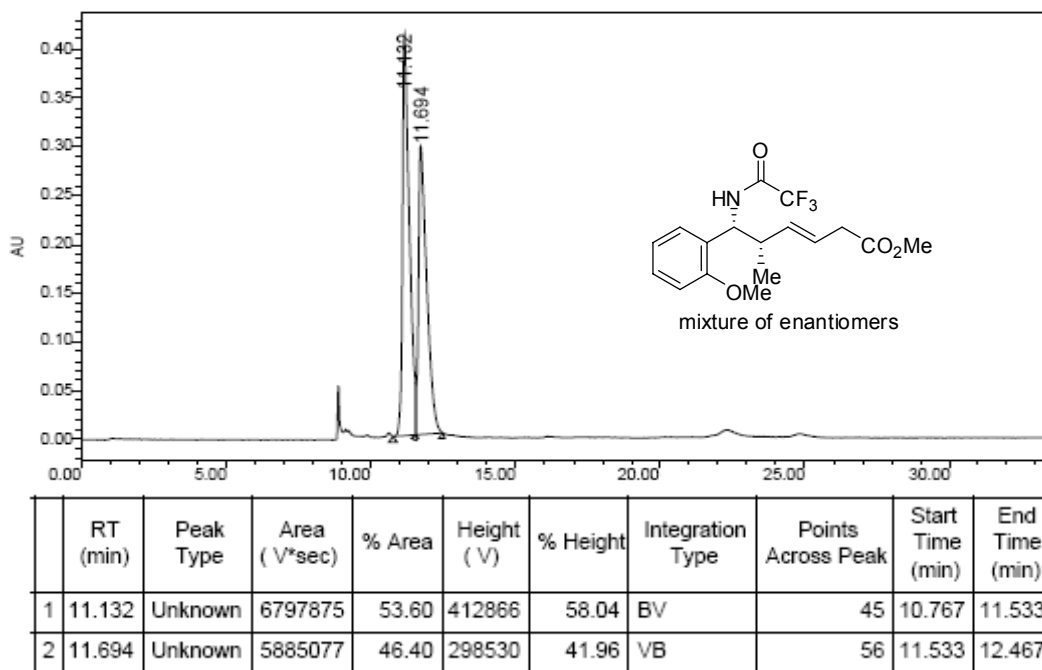 0.40
0.35
0.30
0.25
0.20
0.15
0.10
0.05
0.00
AU
11.132
11.694
0.00 5.00 10.00 15.00 20.00 25.00 30.00
O
HN
CF3
CO2Me
Me
OMe
mixture of enantiomers
RT (min) Peak Type Area ( V*sec) % Area Height ( V) % Height Integration Type Points Across Peak Start Time (min) End Time (min)
1 11.132 Unknown 6797875 53.60 412866 58.04 BV 45 10.767 11.533
2 11.694 Unknown 5885077 46.40 298530 41.96 VB 56 11.533 12.467